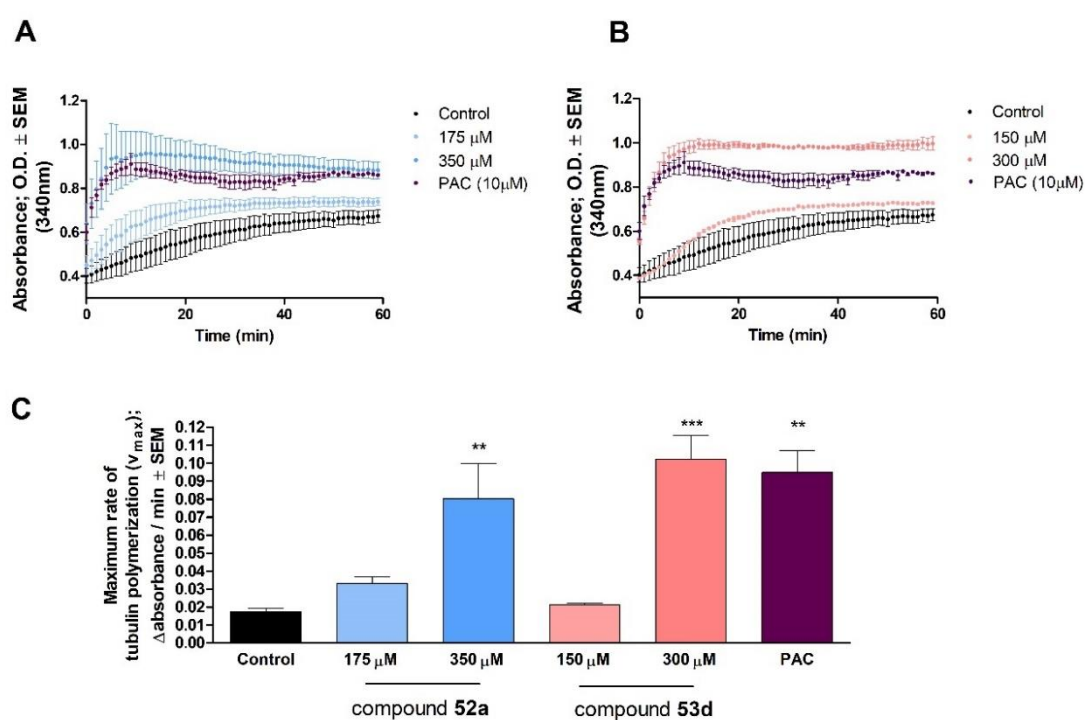 A
Absorbance; O.D. ± SEM
(340nm)
1.2
1.0
0.8
0.6
0.4
0
20
40
60
Time (min)
Control
175 μM
350 μM
PAC (10μM)
B
Absorbance; O.D. ± SEM
(340nm)
1.2
1.0
0.8
0.6
0.4
0
20
40
60
Time (min)
Control
150 μM
300 μM
PAC (10μM)
C
Maximum rate of
tubulin polymerization (vmax);
Δabsorbance / min ± SEM
0.12
0.11
0.10
0.09
0.08
0.07
0.06
0.05
0.04
0.03
0.02
0.01
0.00
**
***
**
Control
175 μM
350 μM
150 μM
300 μM
PAC
compound 52a
compound 53d